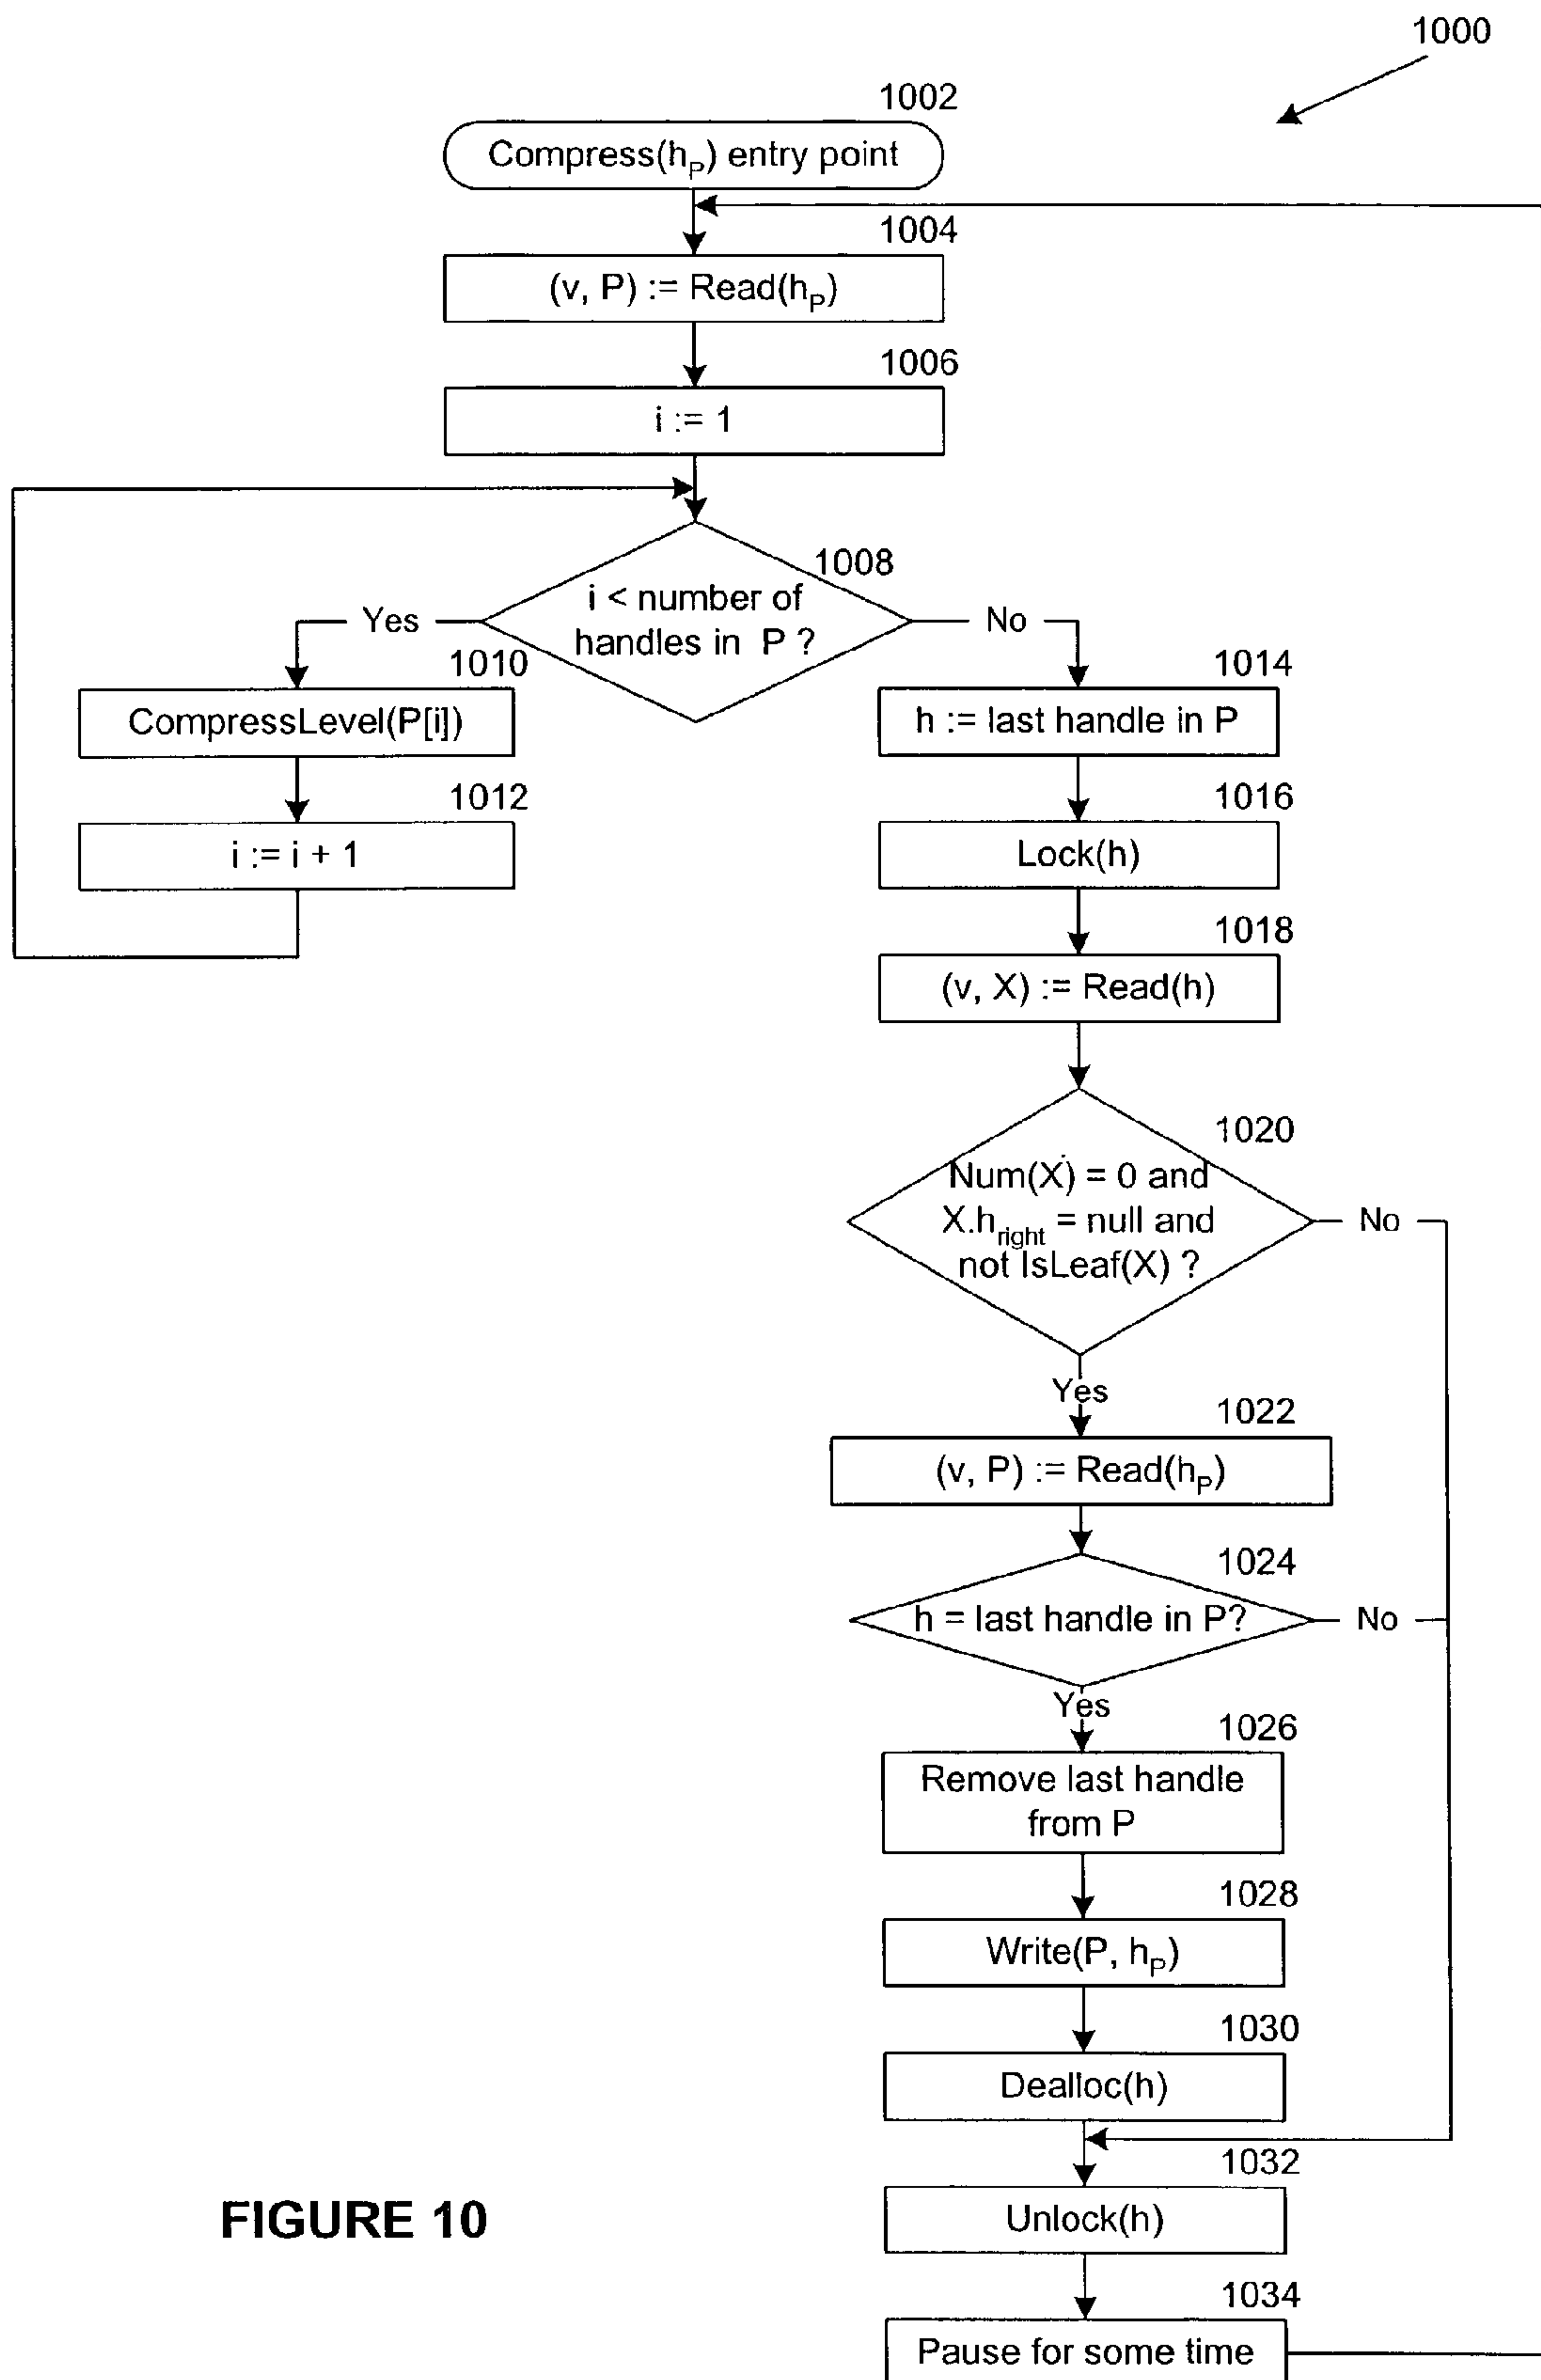 1000
1002
Compress(hP) entry point
1004
(v, P) := Read(hP)
1006
i := 1
1008
i < number of
handles in P ?
Yes
No
1010
CompressLevel(P[i])
1012
i := i + 1
1014
h := last handle in P
1016
Lock(h)
1018
(v, X) := Read(h)
1020
Num(X) = 0 and
X.hright = null and
not IsLeaf(X) ?
No
Yes
1022
(v, P) := Read(hP)
1024
h = last handle in P?
No
Yes
1026
Remove last handle
from P
1028
Write(P, hP)
1030
Dealloc(h)
1032
Unlock(h)
1034
Pause for some time
FIGURE 10